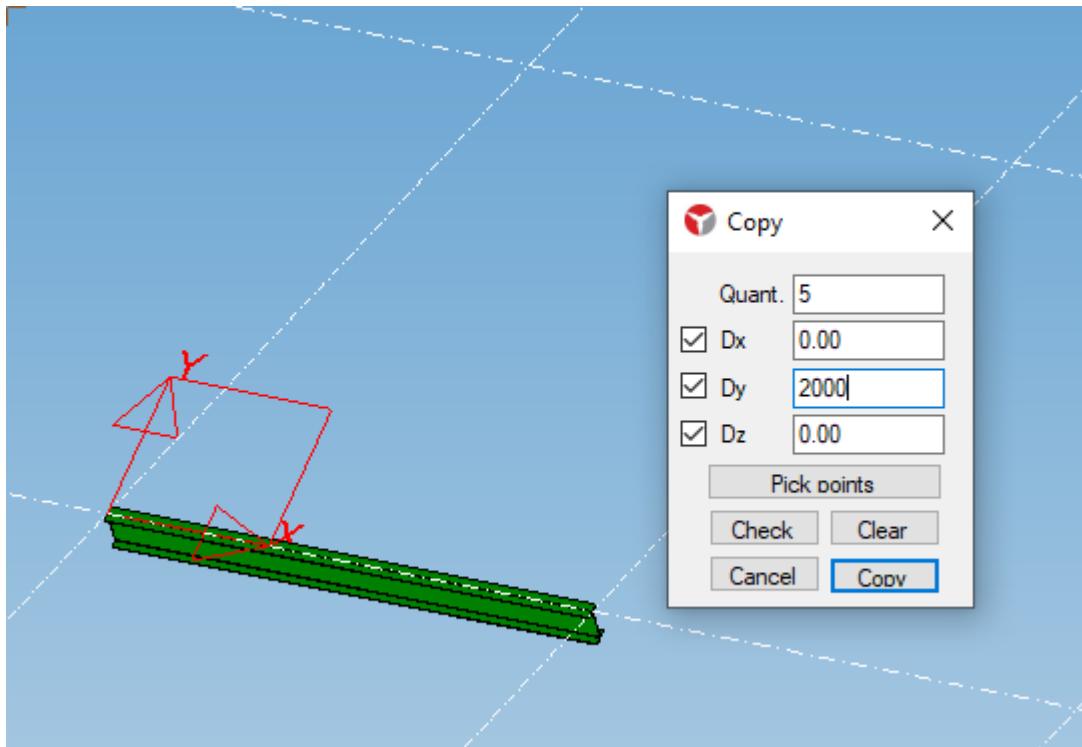 Copy
Quant. 5
Dx 0.00
Dy 2000
Dz 0.00
Pick points
Check Clear
Cancel Copy
Y
X